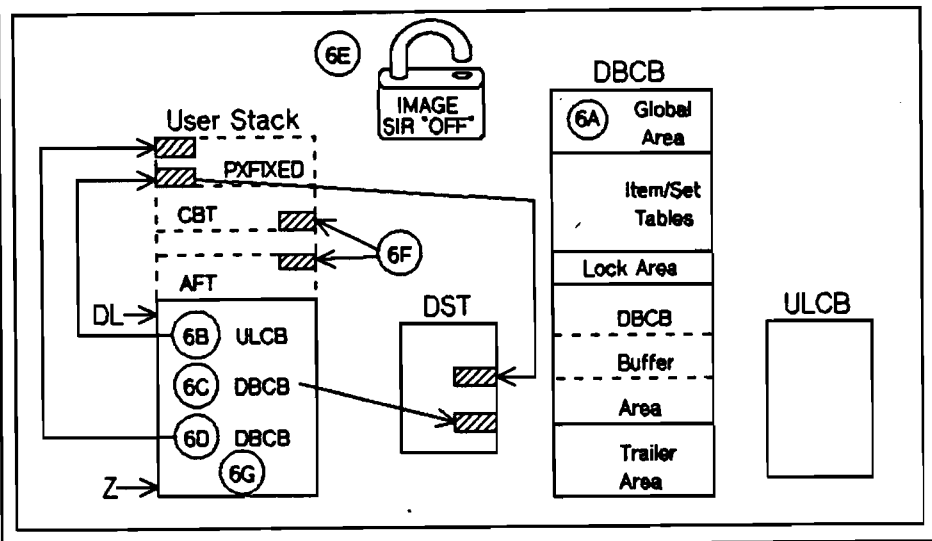 6E
IMAGE
SIR "OFF"
DBCB
6A
Global
Area
Item/Set
Tables
Lock Area
DBCB
Buffer
Area
Trailer
Area
User Stack
PXFIXED
CBT
6F
AFT
DL
6B ULCB
6C DBCB
6D DBCB
6G
Z
DST
ULCB